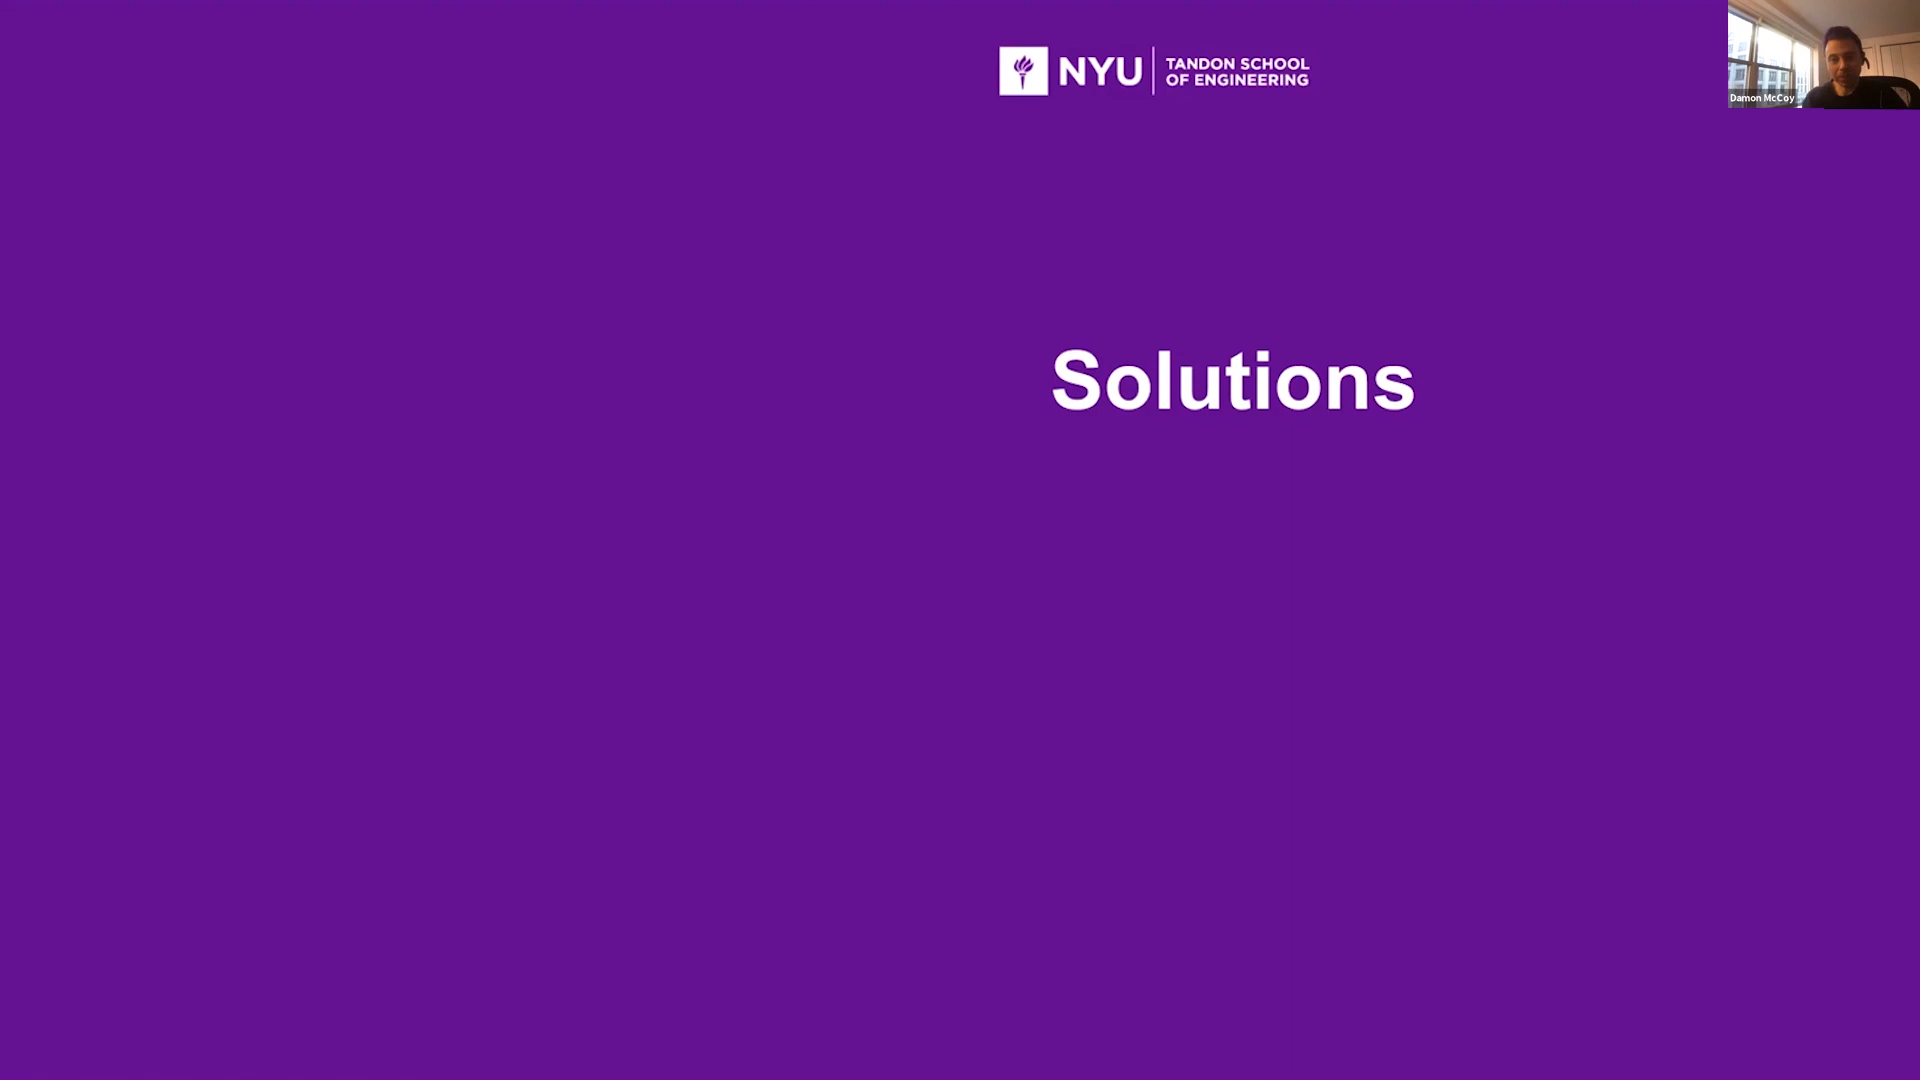 NYU
TANDON SCHOOL
OF ENGINEERING
Damon McCoy
Solutions